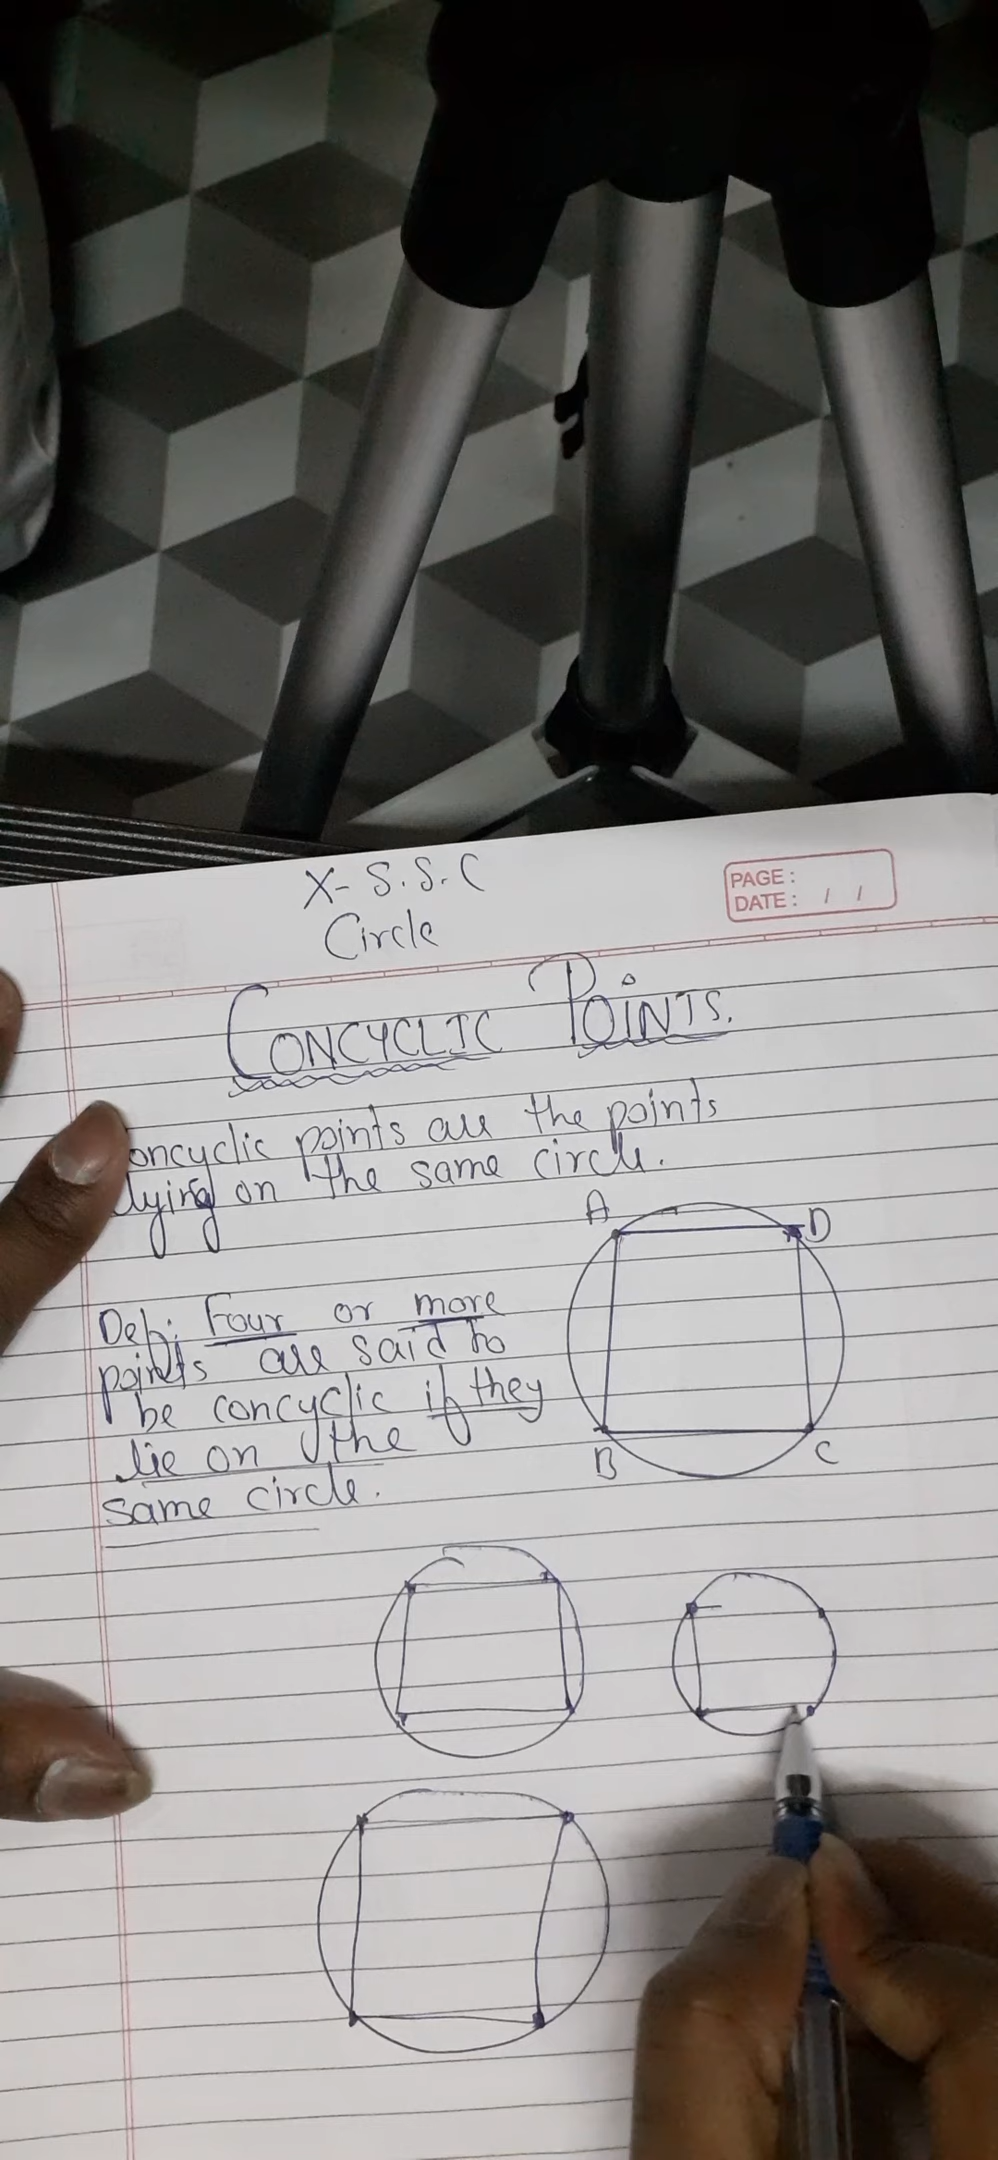 X- S.S.C
Circle
PAGE :
DATE : / /
CONCYCLIC POINTS.
oncyclic points are the points
lying on the same circle.
A
D
Def: Four or more
points are said to
be concyclic if they
lie on the
same circle.
B
C